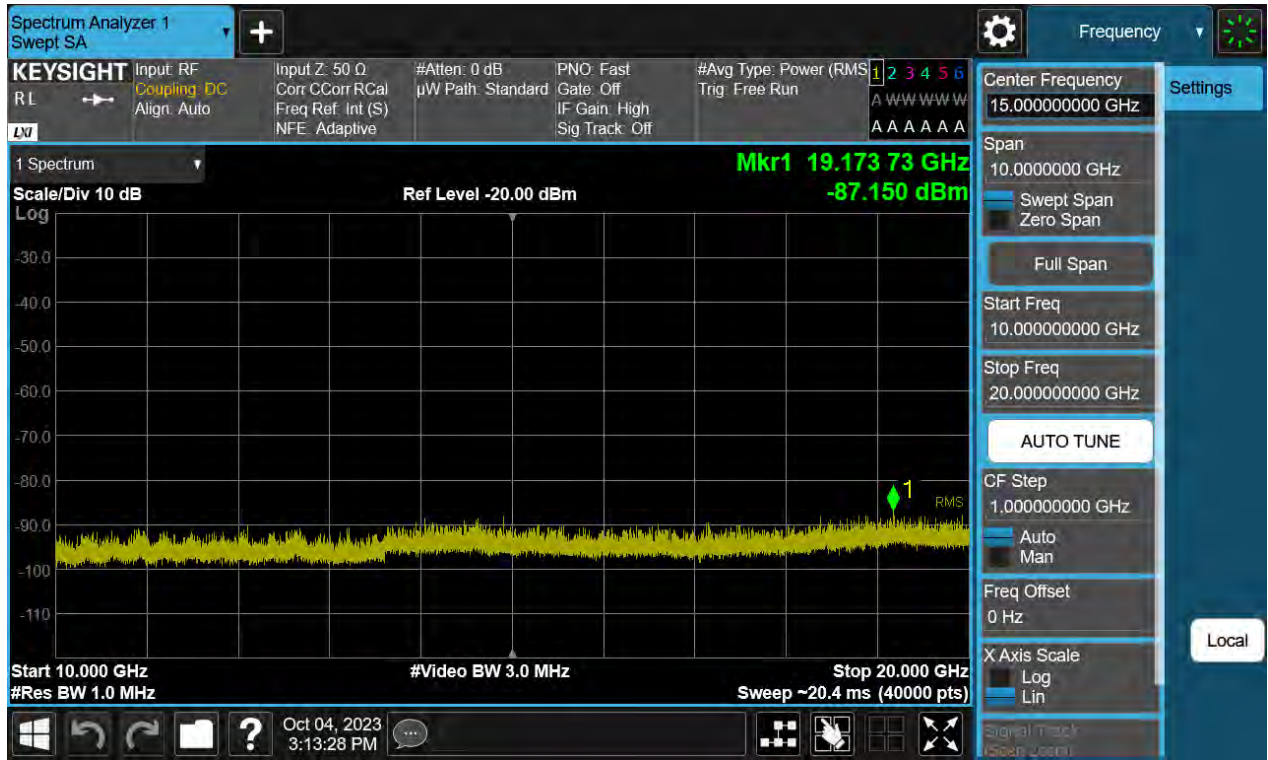 Spectrum Analyzer 1
Swept SA
+
Frequency
KEYSIGHT
RL
LXI
Input: RF
Coupling: DC
Align: Auto
Input Z: 50 Ω
Corr CCorr RCal
Freq Ref: Int (S)
NFE: Adaptive
#Atten: 0 dB
µW Path: Standard
PNO: Fast
Gate: Off
IF Gain: High
Sig Track: Off
#Avg Type: Power (RMS
Trig: Free Run
1 2 3 4 5 6
A W W W W W
A A A A A A
1 Spectrum
Scale/Div 10 dB
Log
Ref Level -20.00 dBm
Mkr1 19.173 73 GHz
-87.150 dBm
-30.0
-40.0
-50.0
-60.0
-70.0
-80.0
-90.0
-100
-110
1
RMS
Start 10.000 GHz
#Video BW 3.0 MHz
Stop 20.000 GHz
#Res BW 1.0 MHz
Sweep ~20.4 ms (40000 pts)
Center Frequency
15.000000000 GHz
Settings
Span
10.0000000 GHz
Swept Span
Zero Span
Full Span
Start Freq
10.000000000 GHz
Stop Freq
20.000000000 GHz
AUTO TUNE
CF Step
1.000000000 GHz
Auto
Man
Freq Offset
0 Hz
X Axis Scale
Log
Lin
Signal Track
(Span Zoom)
Local
?
Oct 04, 2023
3:13:28 PM